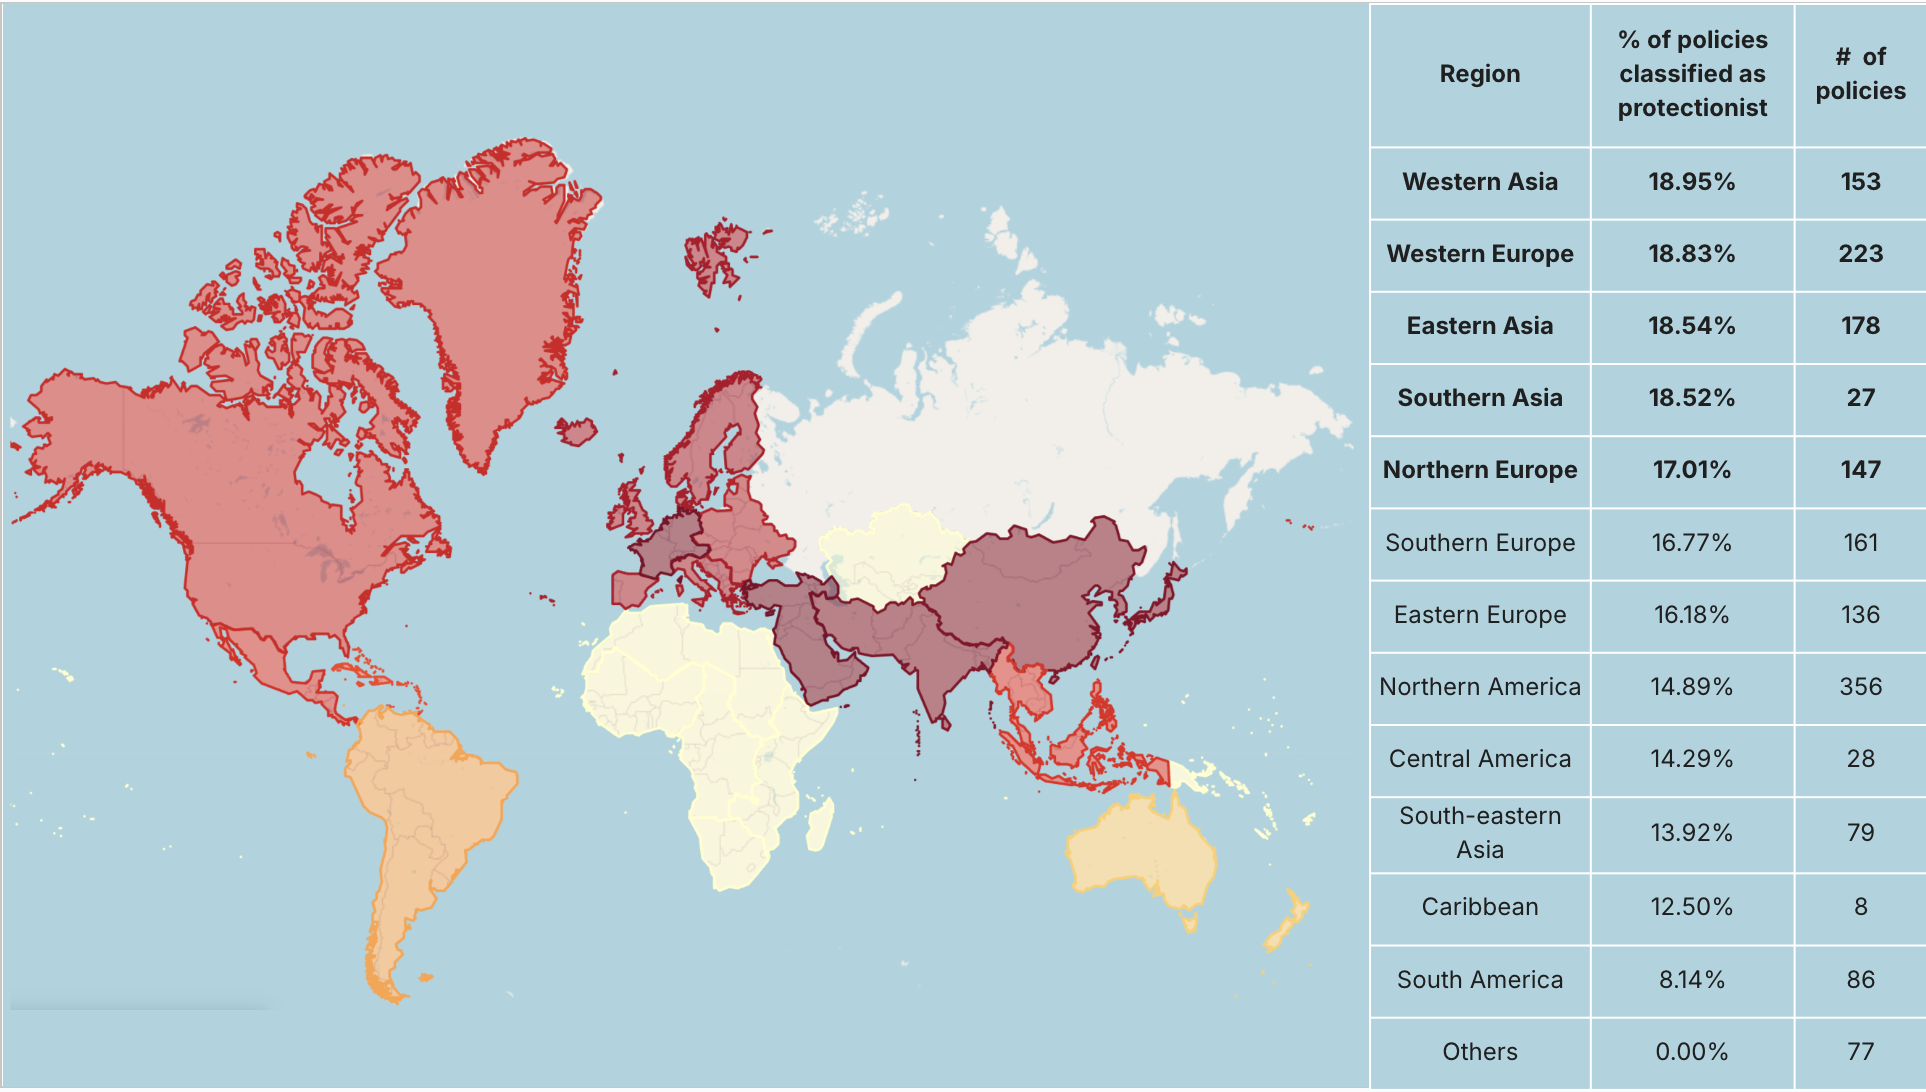 Region
% of policies
classified as
protectionist
# of
policies
Western Asia 18.95% 153
Western Europe 18.83% 223
Eastern Asia 18.54% 178
Southern Asia 18.52% 27
Northern Europe 17.01% 147
Southern Europe 16.77% 161
Eastern Europe 16.18% 136
Northern America 14.89% 356
Central America 14.29% 28
South-eastern
Asia
13.92% 79
Caribbean 12.50% 8
South America 8.14% 86
Others 0.00% 77